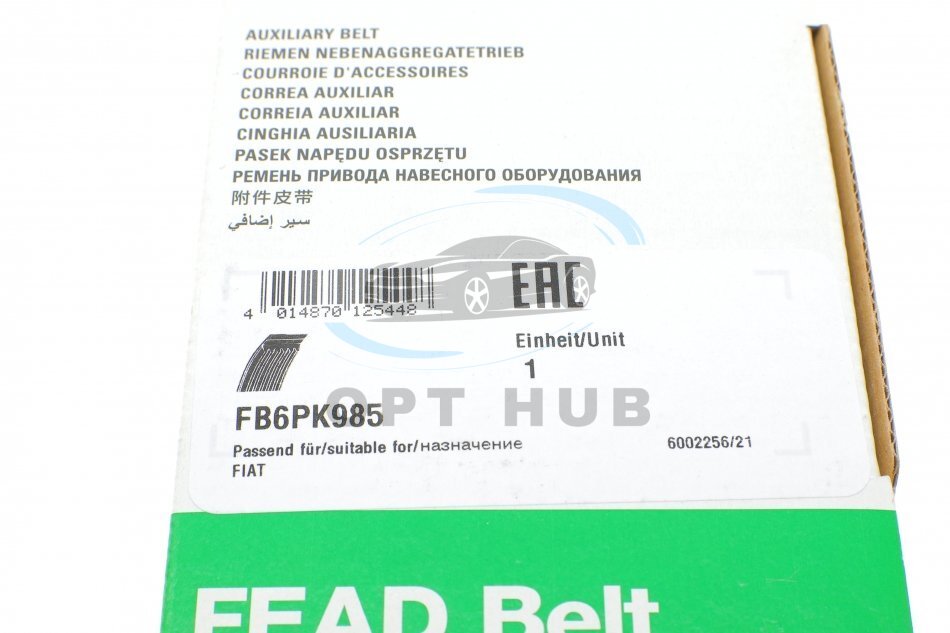 AUXILIARY BELT
RIEMEN NEBENAGGREGATETRIEB
COURROIE D'ACCESSOIRES
CORREA AUXILIAR
CORREIA AUXILIAR
CINGHIA AUSILIARIA
PASEK NAPĘDU OSPRZĘTU
РЕМЕНЬ ПРИВОДА НАВЕСНОГО ОБОРУДОВАНИЯ
附件皮带
سير إضافي
EAC
4 014870 125448
Einheit/Unit
1
OPT HUB
FB6PK985
Passend für/suitable for/назначение
6002256/21
FIAT
FEAD Belt